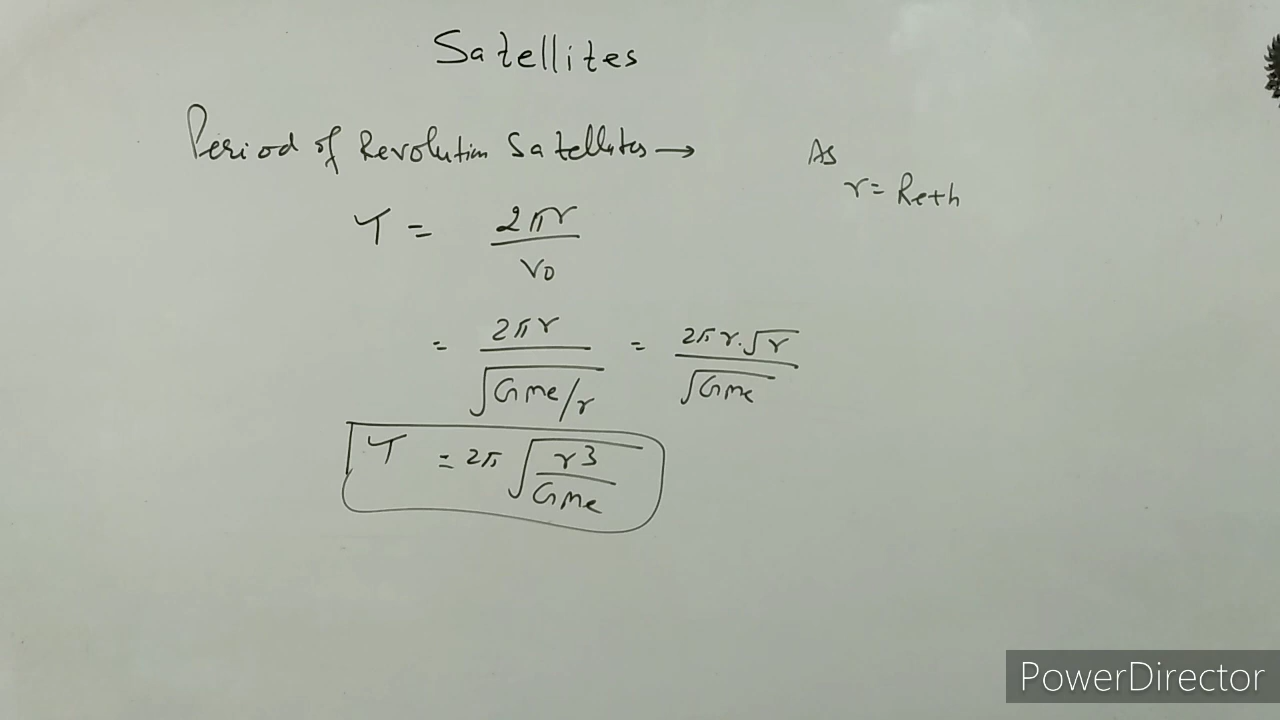 Satellites
Period of Revolution Satellites →
As
r = Re+h
T = 2πr / v0
= 2πr / √GMe/r = 2πr.√r / √GMe
T = 2π √r3 / GMe
PowerDirector